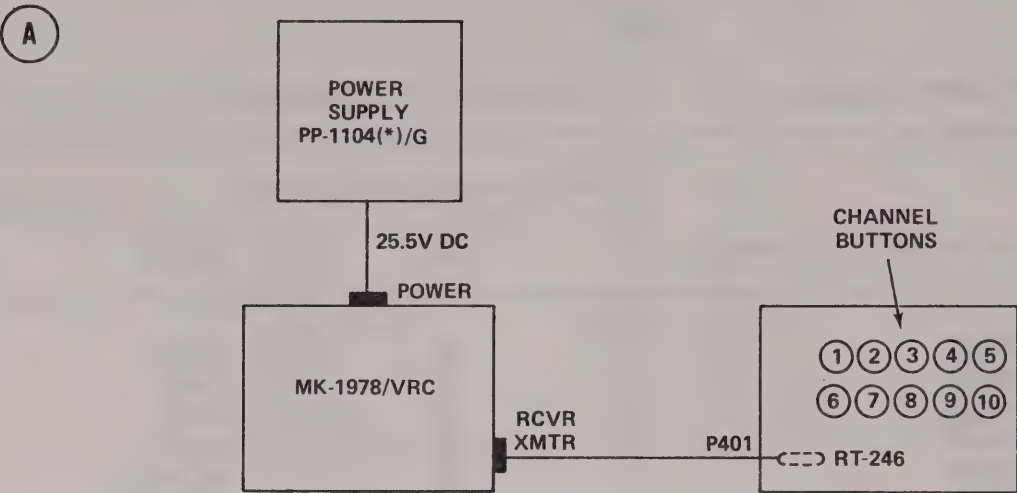 A
POWER
SUPPLY
PP-1104(*)/G
25.5V DC
POWER
MK-1978/VRC
RCVR
XMTR
P401
CHANNEL
BUTTONS
1 2 3 4 5
6 7 8 9 10
RT-246